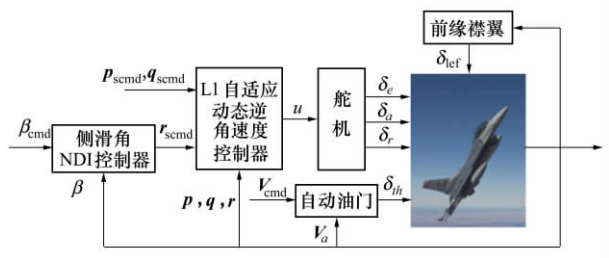 前缘襟翼
δlef
pscmd,qscmd
L1自适应
动态逆
角速度
控制器
u
舵
机
δe
δa
δr
βcmd
侧滑角
NDI控制器
rscmd
β
p,q,r
Vcmd
自动油门
δth
Va